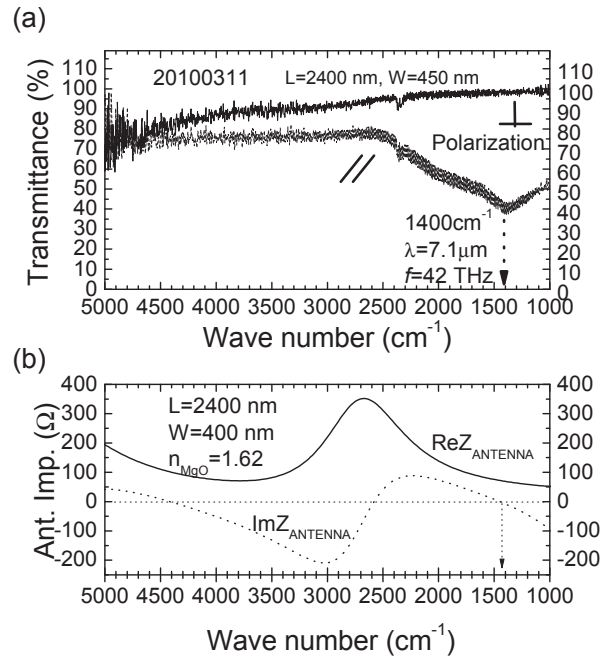 (a)
110
100
90
80
70
60
50
40
30
20
10
0
Transmittance (%)
20100311
L=2400 nm, W=450 nm
Polarization
1400cm⁻¹
λ=7.1μm
f=42 THz
110
100
90
80
70
60
50
40
30
20
10
0
5000 4500 4000 3500 3000 2500 2000 1500 1000
Wave number (cm⁻¹)
(b)
400
300
200
100
0
-100
-200
Ant. Imp. (Ω)
L=2400 nm
W=400 nm
n_MgO=1.62
ReZ_ANTENNA
ImZ_ANTENNA
400
300
200
100
0
-100
-200
5000 4500 4000 3500 3000 2500 2000 1500 1000
Wave number (cm⁻¹)